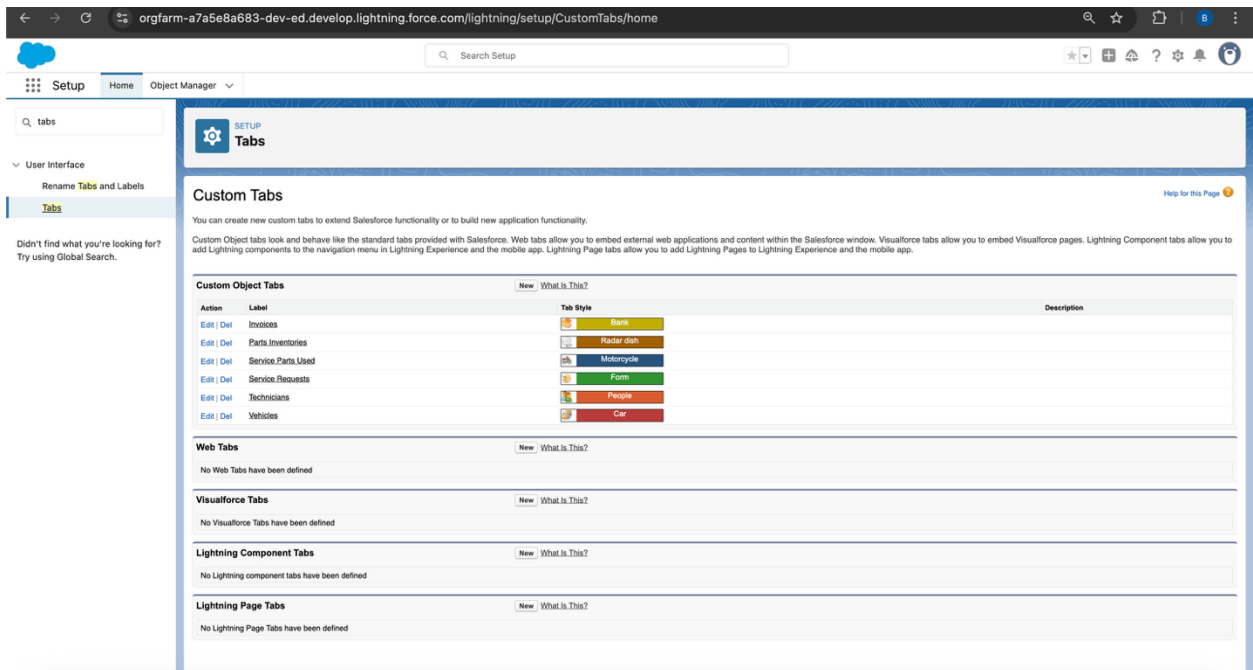 orgfarm-a7a5e8a683-dev-ed.develop.lightning.force.com/lightning/setup/CustomTabs/home
B
Search Setup
Setup
Home
Object Manager
tabs
User Interface
Rename Tabs and Labels
Tabs
Didn't find what you're looking for?
Try using Global Search.
SETUP
Tabs
Custom Tabs
Help for this Page
You can create new custom tabs to extend Salesforce functionality or to build new application functionality.
Custom Object tabs look and behave like the standard tabs provided with Salesforce. Web tabs allow you to embed external web applications and content within the Salesforce window. Visualforce tabs allow you to embed Visualforce pages. Lightning Component tabs allow you to
add Lightning components to the navigation menu in Lightning Experience and the mobile app. Lightning Page tabs allow you to add Lightning Pages to Lightning Experience and the mobile app.
Custom Object Tabs New What Is This?
Action Label Tab Style Description
Edit | Del Invoices Bank
Edit | Del Parts Inventories Radar dish
Edit | Del Service Parts Used Motorcycle
Edit | Del Service Requests Form
Edit | Del Technicians People
Edit | Del Vehicles Car
Web Tabs New What Is This?
No Web Tabs have been defined
Visualforce Tabs New What Is This?
No Visualforce Tabs have been defined
Lightning Component Tabs New What Is This?
No Lightning component tabs have been defined
Lightning Page Tabs New What Is This?
No Lightning Page Tabs have been defined